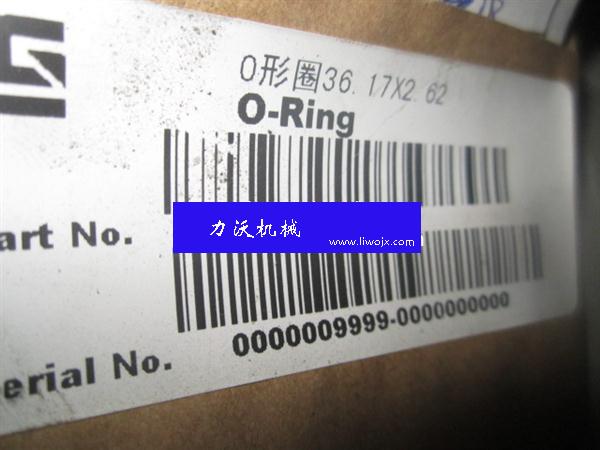 O形圈36.17X2.62
O-Ring
art No.
力沃机械
www.liwojx.com
erial No.
0000009999-0000000000